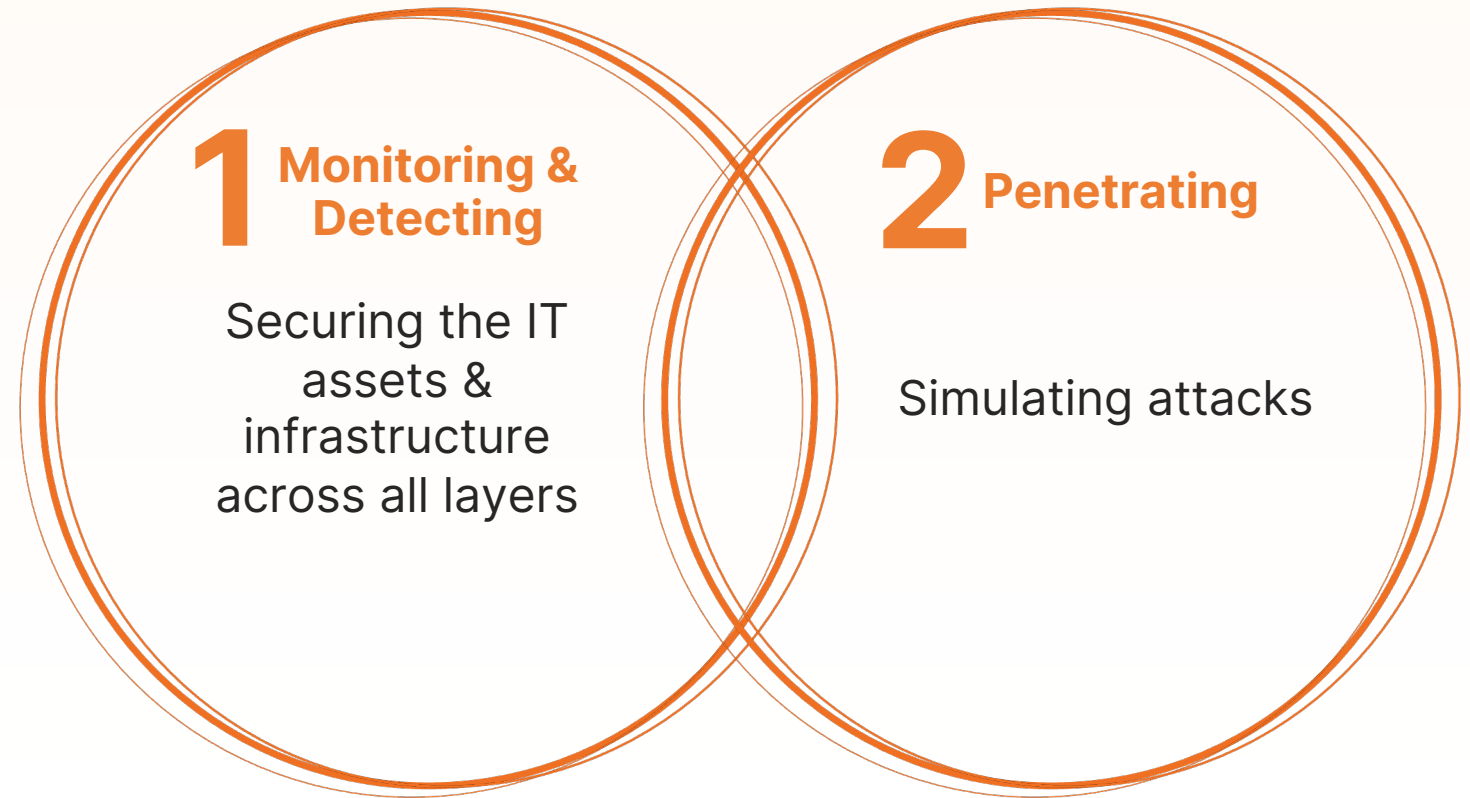 1
Monitoring &
Detecting
Securing the IT
assets &
infrastructure
across all layers
2
Penetrating
Simulating attacks